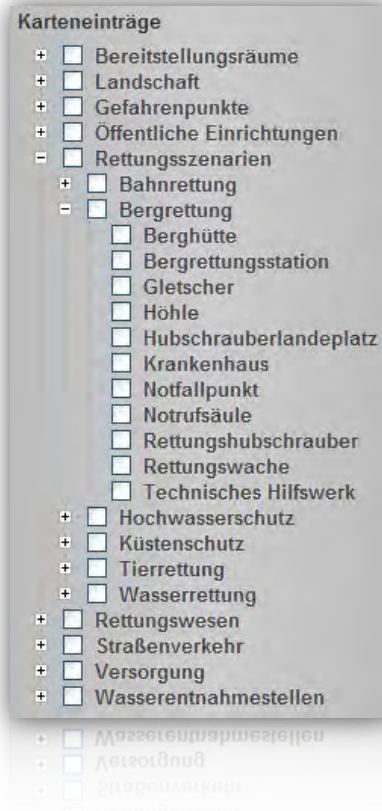 Karteneinträge
Bereitstellungsräume
Landschaft
Gefahrenpunkte
Öffentliche Einrichtungen
Rettungsszenarien
Bahnrettung
Bergrettung
Berghütte
Bergrettungsstation
Gletscher
Höhle
Hubschrauberlandeplatz
Krankenhaus
Notfallpunkt
Notrufsäule
Rettungshubschrauber
Rettungswache
Technisches Hilfswerk
Hochwasserschutz
Küstenschutz
Tierrettung
Wasserrettung
Rettungswesen
Straßenverkehr
Versorgung
Wasserentnahmestellen